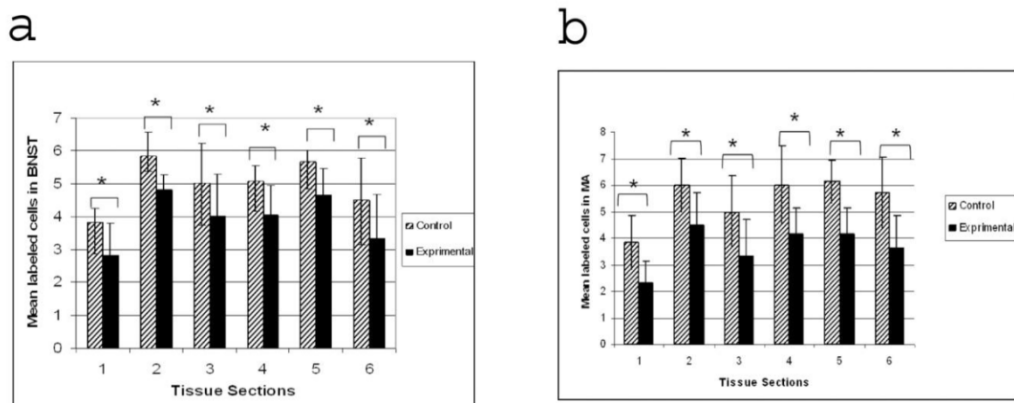 a
Mean labeled cells in BNST
7
6
5
4
3
2
1
0
* * * * * *
1 2 3 4 5 6
Tissue Sections
Control
Exprimental
b
Mean labeled cells in MA
8
7
6
5
4
3
2
1
0
* * * * * *
1 2 3 4 5 6
Tissue Sections
Control
Exprimental